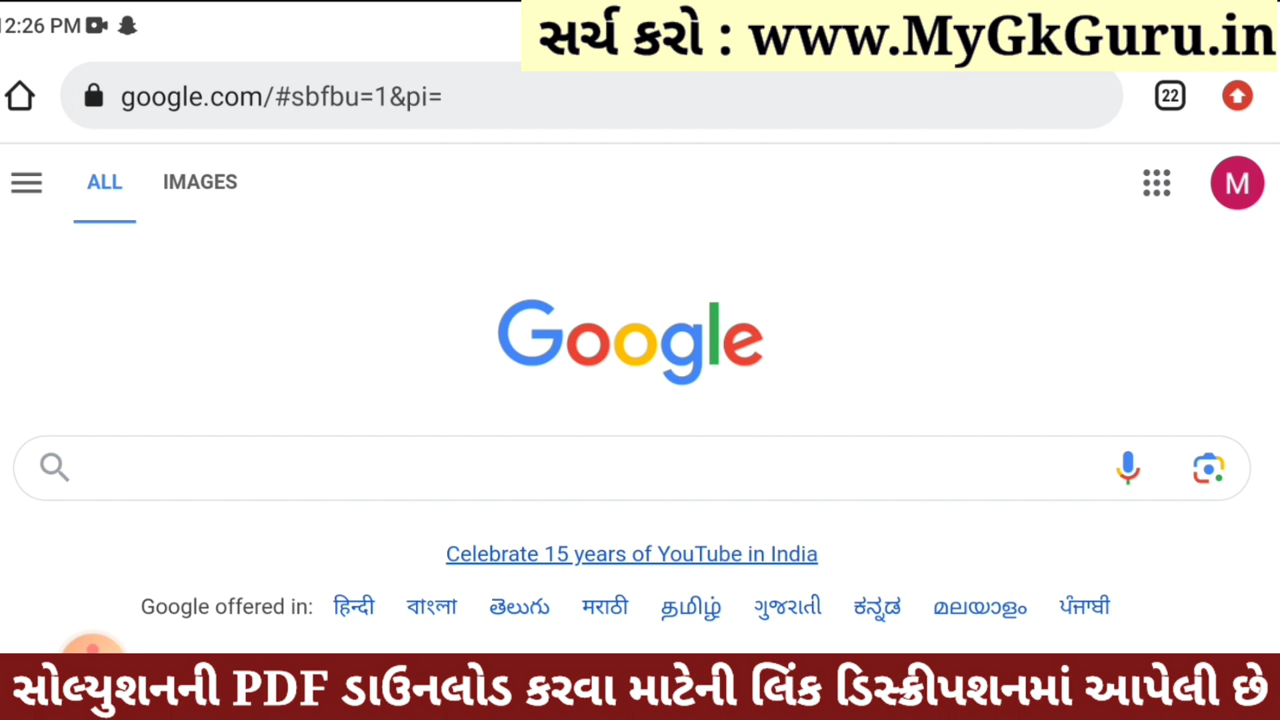 12:26 PM
સર્ચ કરો : www.MyGkGuru.in
google.com/#sbfbu=1&pi=
22
ALL IMAGES
M
Google
Celebrate 15 years of YouTube in India
Google offered in: हिन्दी বাংলা తెలుగు मराठी தமிழ் ગુજરાતી ಕನ್ನಡ മലയാളം ਪੰਜਾਬੀ
સોલ્યુશનની PDF ડાઉનલોડ કરવા માટેની લિંક ડિસ્ક્રીપશનમાં આપેલી છે